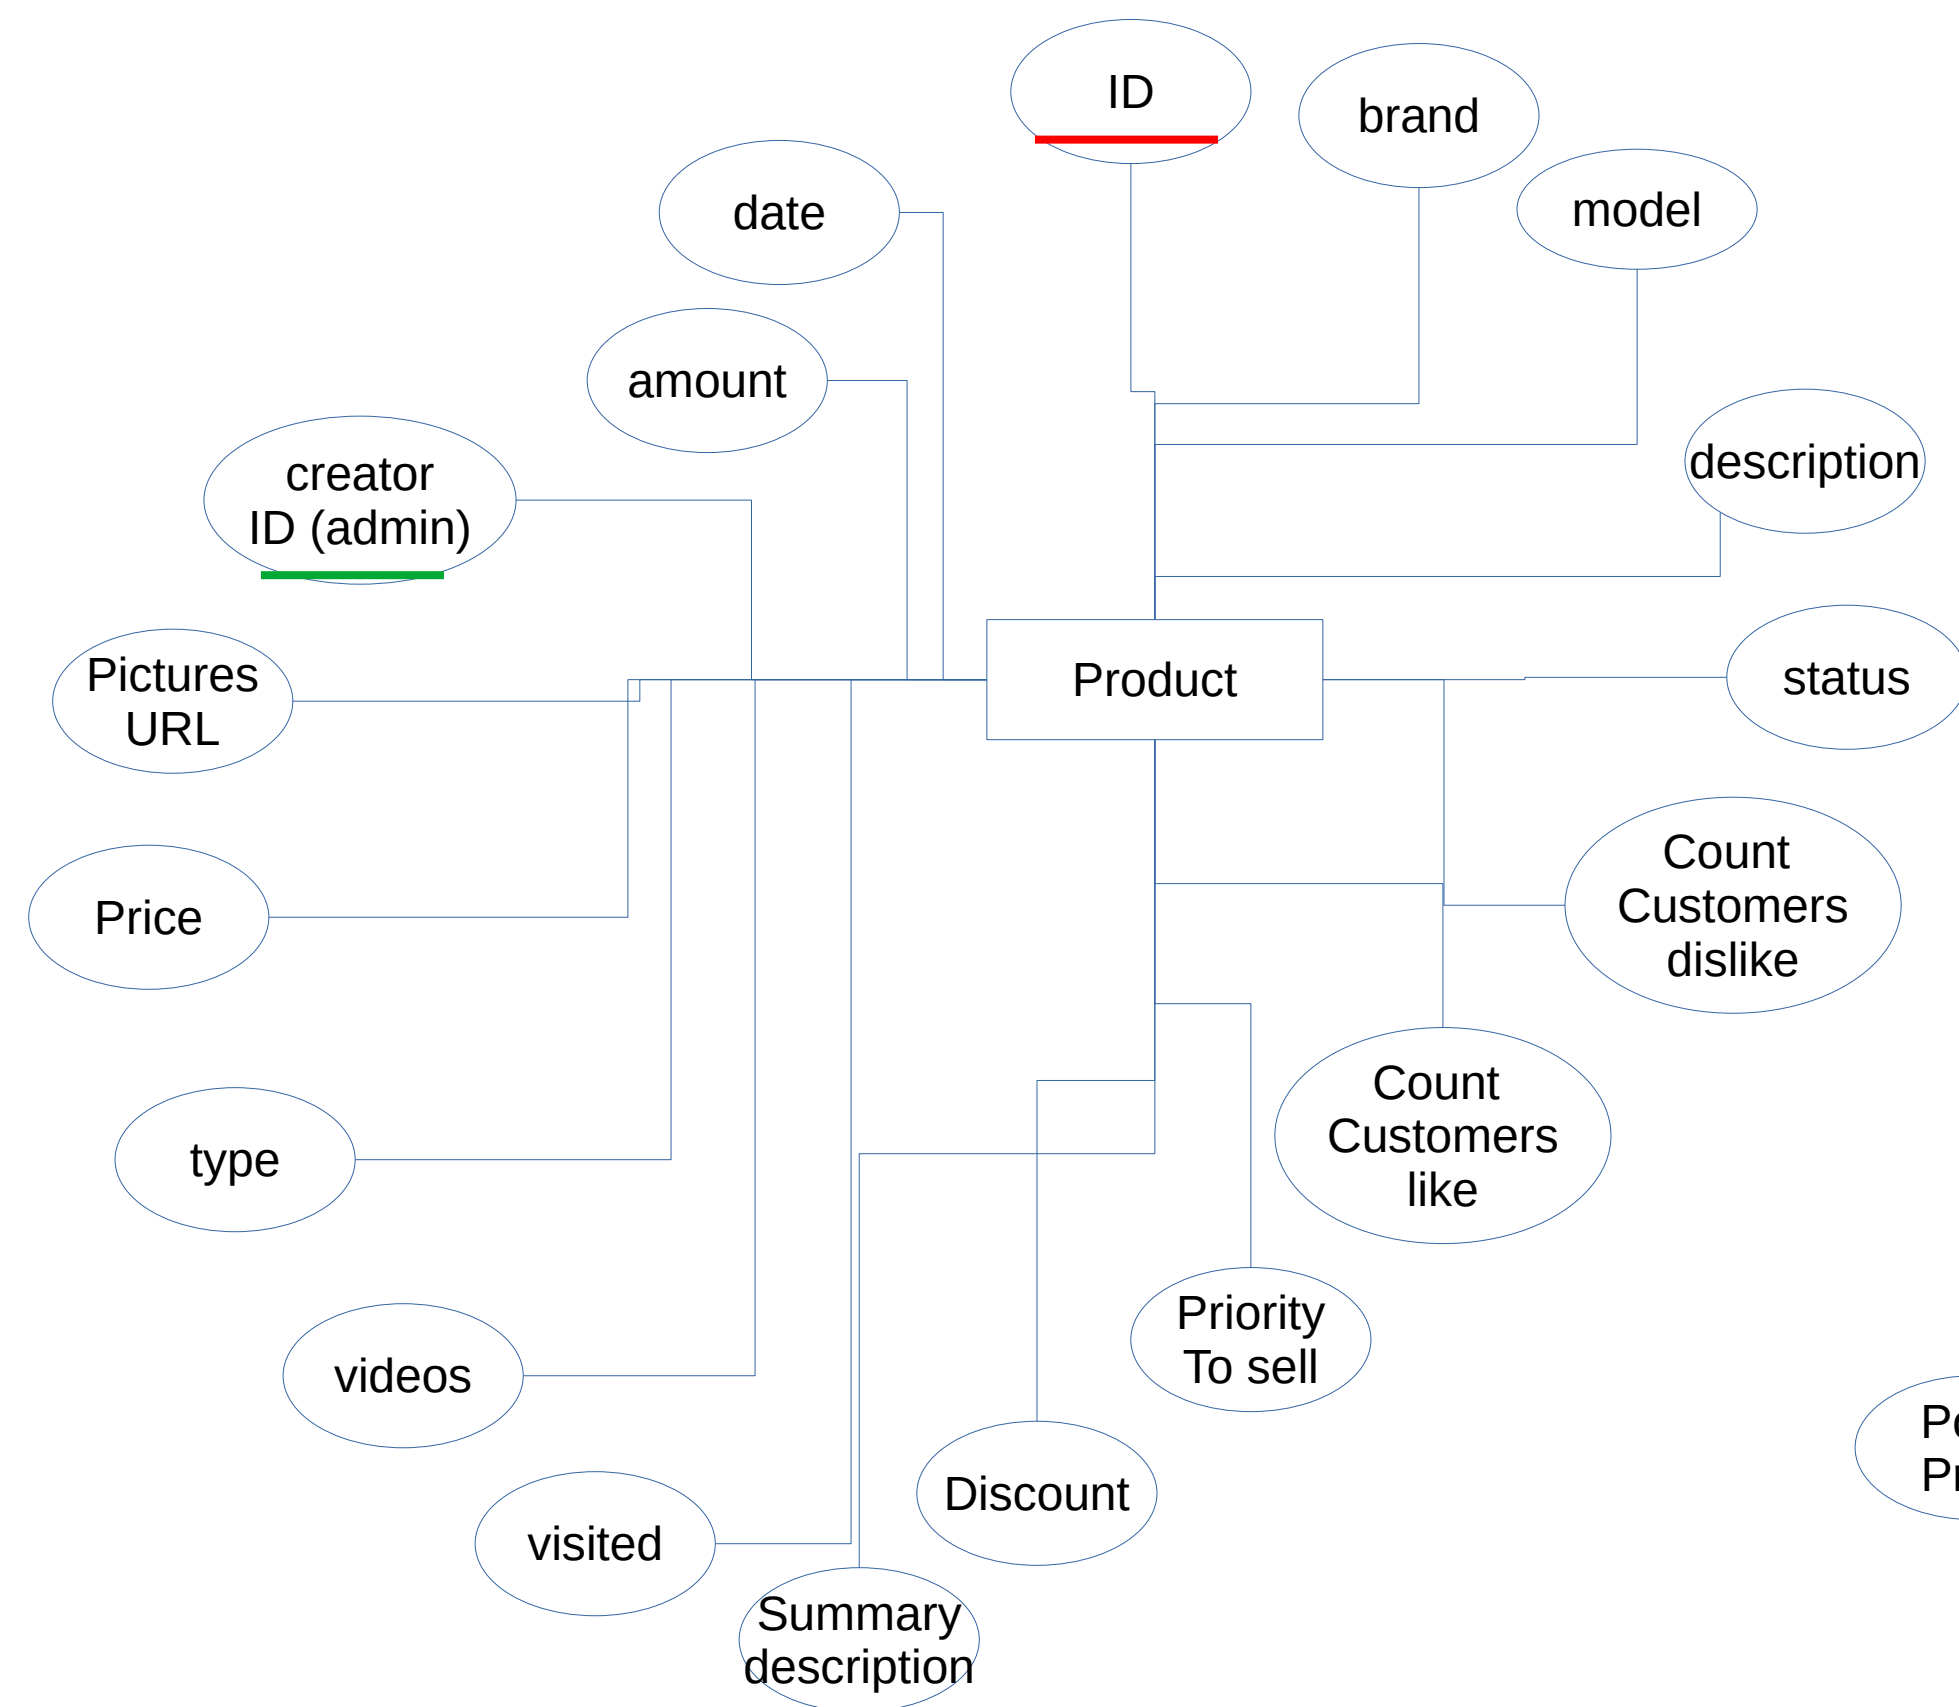 ID
brand
model
date
amount
description
creator
ID (admin)
Pictures
URL
Product
status
Price
Count
Customers
dislike
Count
Customers
like
type
Priority
To sell
videos
Discount
visited
Summary
description